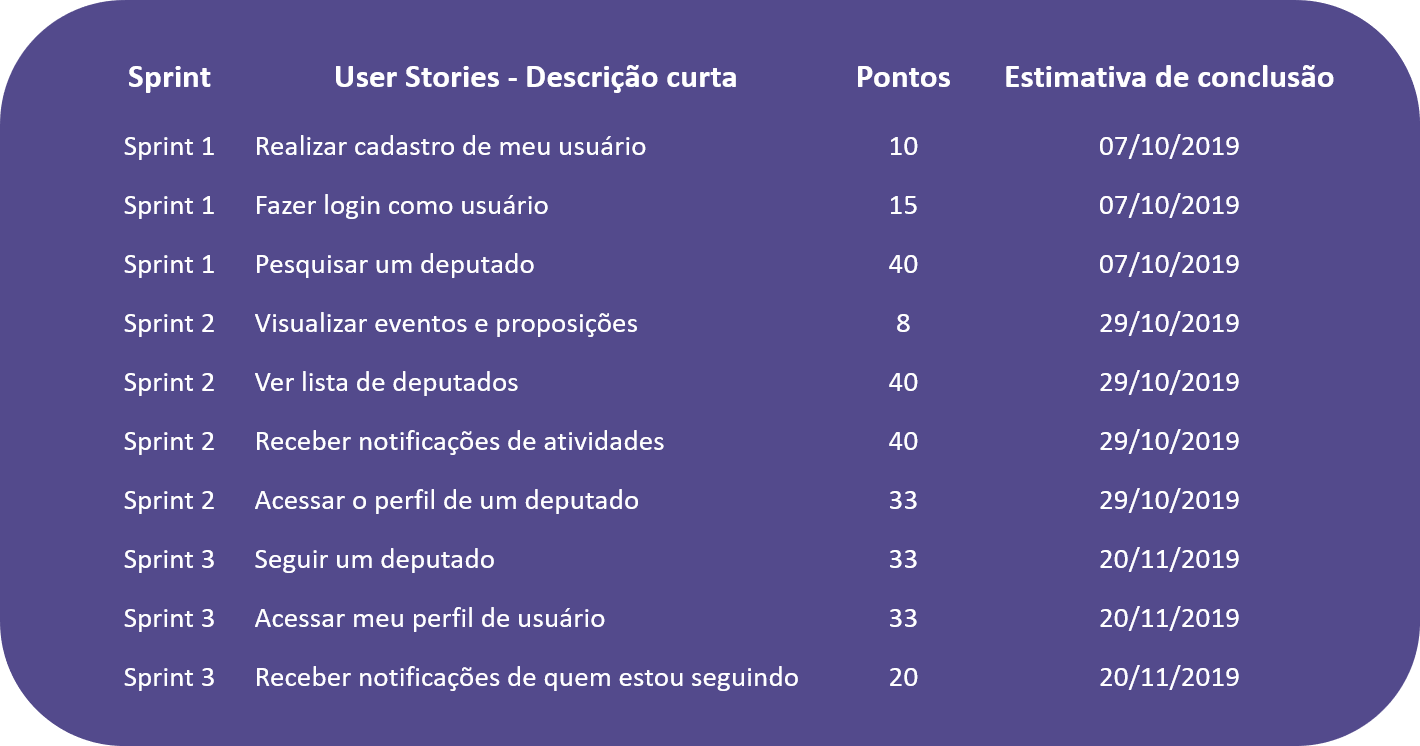 Sprint User Stories - Descrição curta Pontos Estimativa de conclusão
Sprint 1 Realizar cadastro de meu usuário 10 07/10/2019
Sprint 1 Fazer login como usuário 15 07/10/2019
Sprint 1 Pesquisar um deputado 40 07/10/2019
Sprint 2 Visualizar eventos e proposições 8 29/10/2019
Sprint 2 Ver lista de deputados 40 29/10/2019
Sprint 2 Receber notificações de atividades 40 29/10/2019
Sprint 2 Acessar o perfil de um deputado 33 29/10/2019
Sprint 3 Seguir um deputado 33 20/11/2019
Sprint 3 Acessar meu perfil de usuário 33 20/11/2019
Sprint 3 Receber notificações de quem estou seguindo 20 20/11/2019